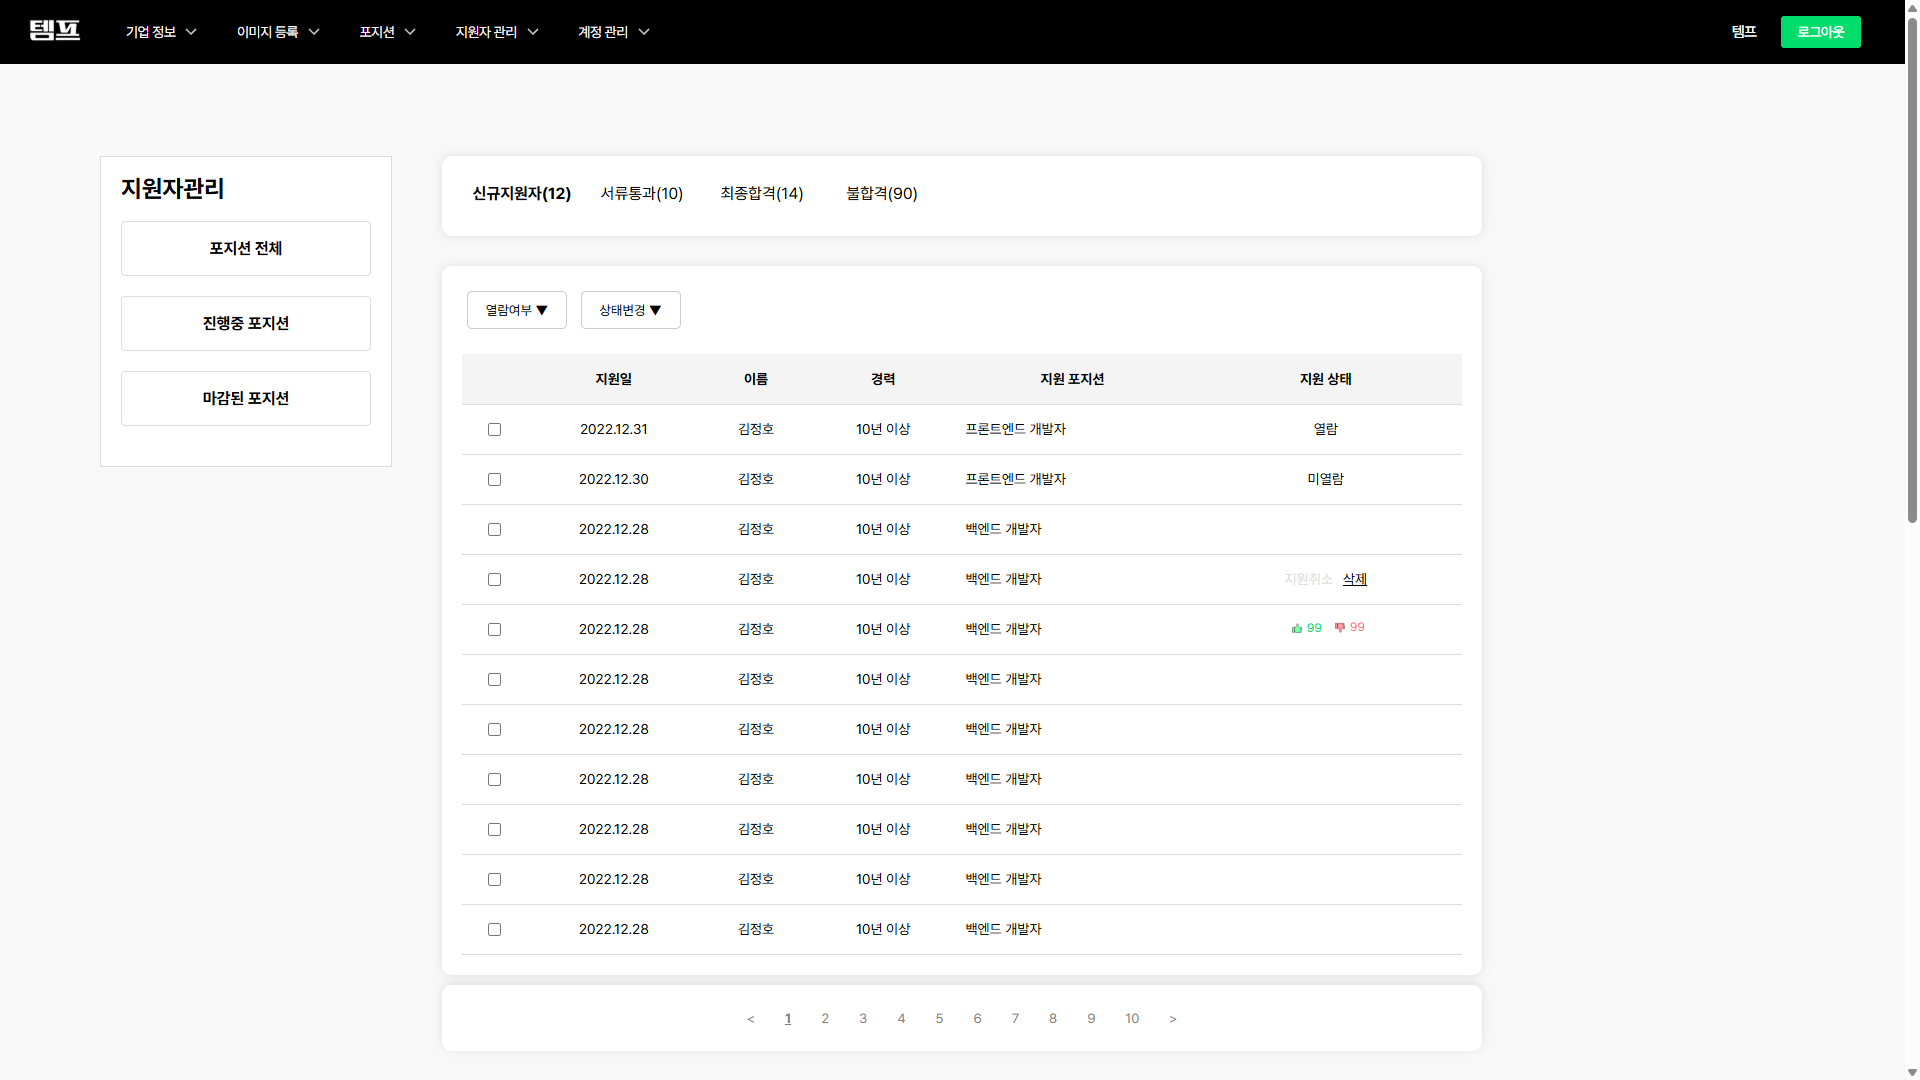 템프 기업 정보 이미지 등록 포지션 지원자 관리 계정 관리 템프 로그아웃
지원자관리
포지션 전체
진행중 포지션
마감된 포지션
신규지원자(12) 서류통과(10) 최종합격(14) 불합격(90)
열람여부 ▼ 상태변경 ▼
지원일 이름 경력 지원 포지션 지원 상태
2022.12.31 김정호 10년 이상 프론트엔드 개발자 열람
2022.12.30 김정호 10년 이상 프론트엔드 개발자 미열람
2022.12.28 김정호 10년 이상 백엔드 개발자
2022.12.28 김정호 10년 이상 백엔드 개발자 지원취소 삭제
2022.12.28 김정호 10년 이상 백엔드 개발자 99 99
2022.12.28 김정호 10년 이상 백엔드 개발자
2022.12.28 김정호 10년 이상 백엔드 개발자
2022.12.28 김정호 10년 이상 백엔드 개발자
2022.12.28 김정호 10년 이상 백엔드 개발자
2022.12.28 김정호 10년 이상 백엔드 개발자
2022.12.28 김정호 10년 이상 백엔드 개발자
< 1 2 3 4 5 6 7 8 9 10 >